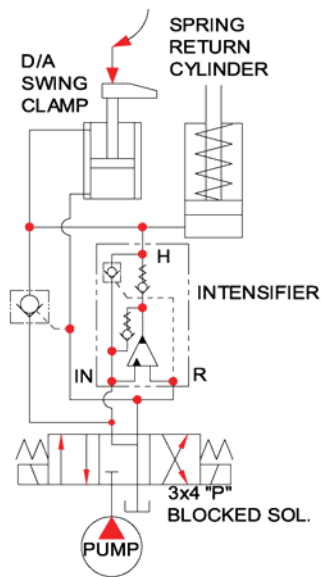 SPRING
RETURN
CYLINDER
D/A
SWING
CLAMP
H
INTENSIFIER
IN
R
3x4 "P"
BLOCKED SOL.
PUMP